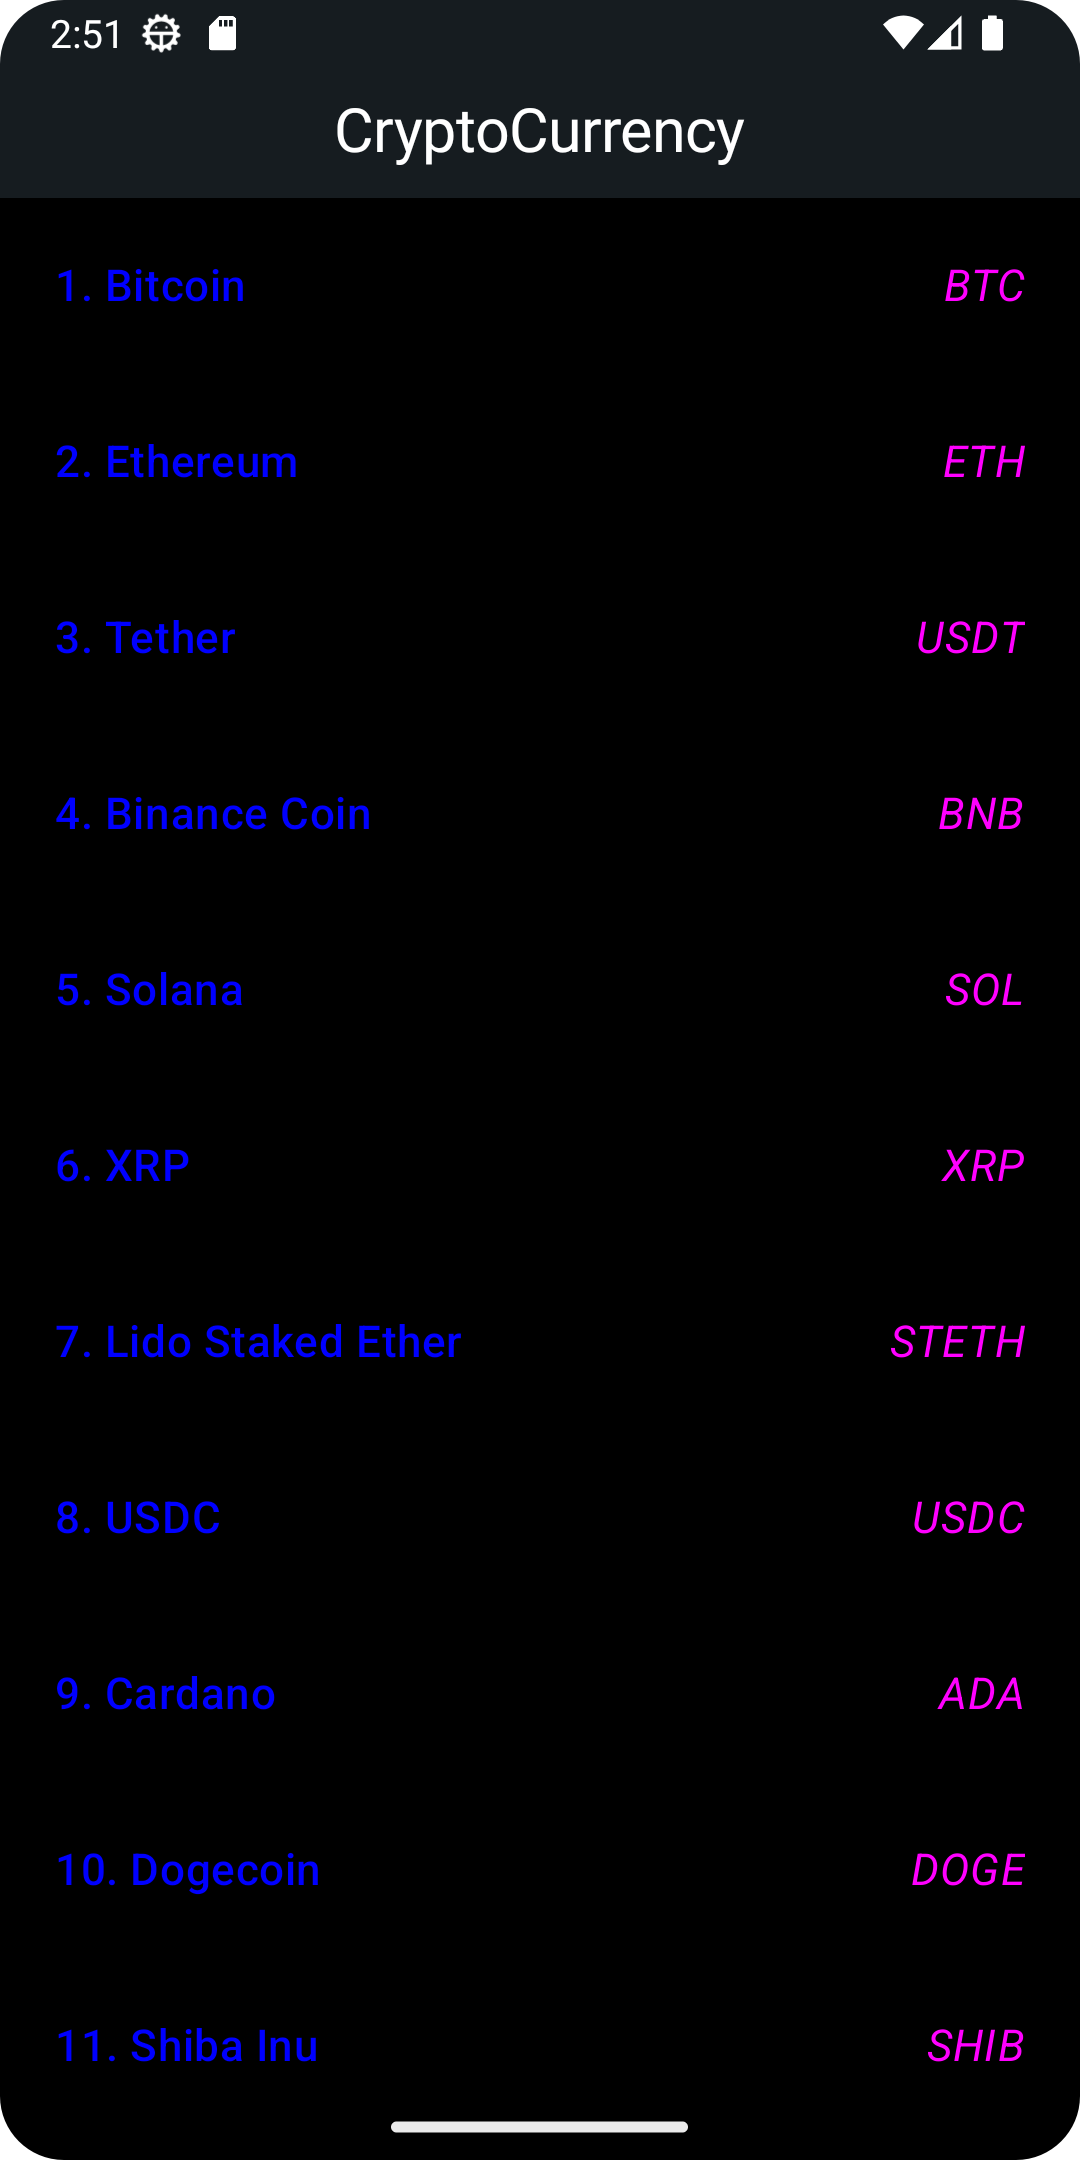 2:51
CryptoCurrency
1. Bitcoin BTC
2. Ethereum ETH
3. Tether USDT
4. Binance Coin BNB
5. Solana SOL
6. XRP XRP
7. Lido Staked Ether STETH
8. USDC USDC
9. Cardano ADA
10. Dogecoin DOGE
11. Shiba Inu SHIB